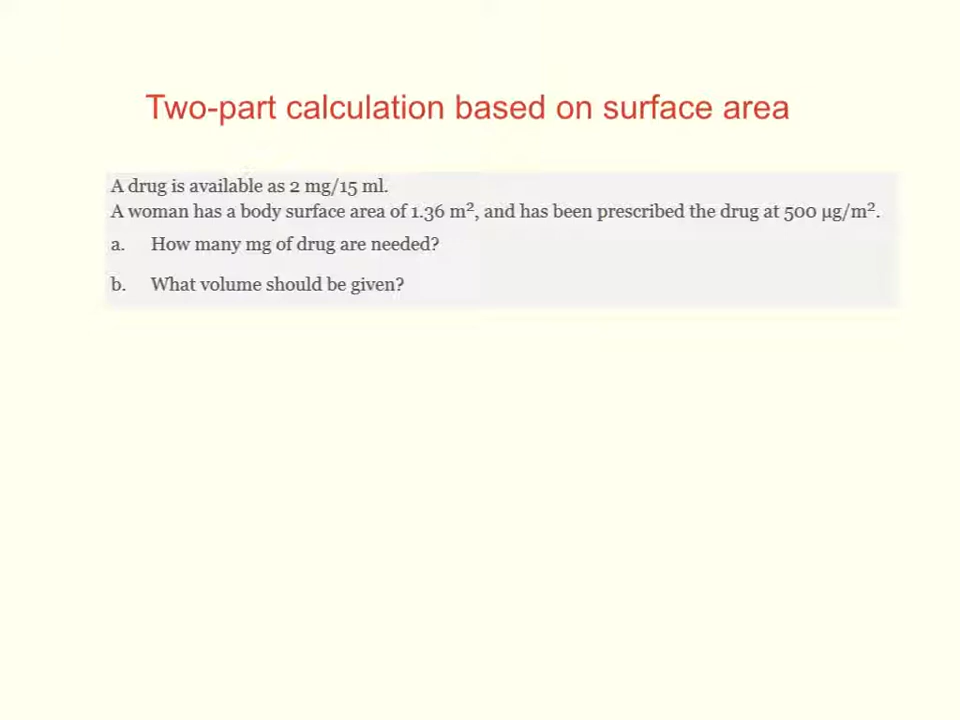 Two-part calculation based on surface area
A drug is available as 2 mg/15 ml.
A woman has a body surface area of 1.36 m², and has been prescribed the drug at 500 µg/m².
a. How many mg of drug are needed?
b. What volume should be given?